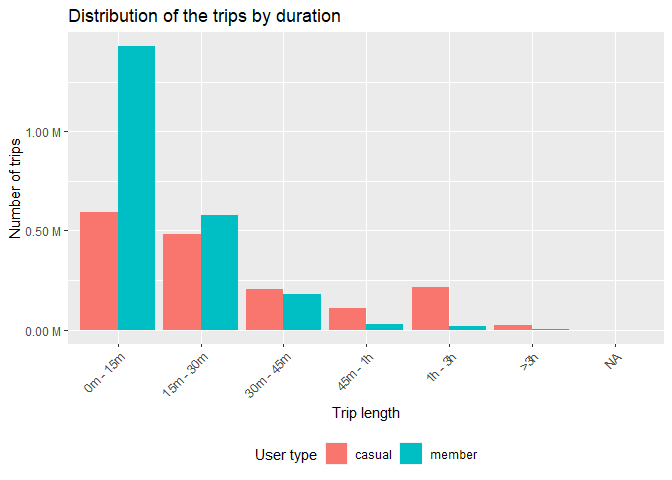 Distribution of the trips by duration
Number of trips
1.00 M
0.50 M
0.00 M
0m - 15m
15m - 30m
30m - 45m
45m - 1h
1h - 3h
>3h
NA
Trip length
User type casual member